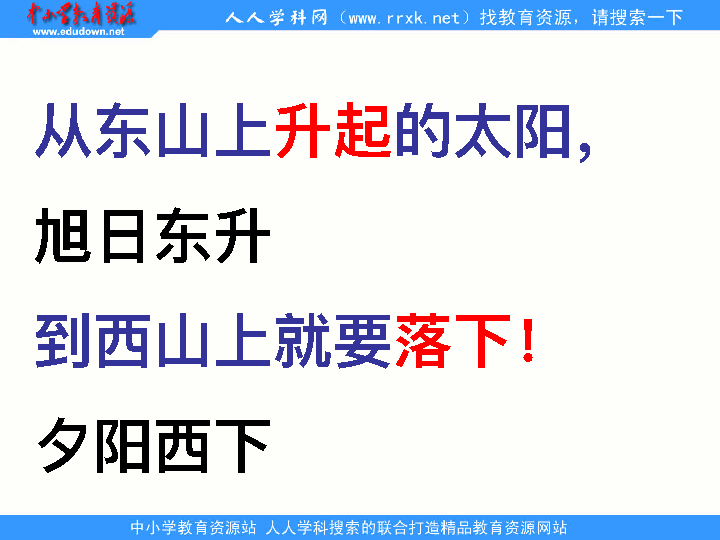 中小学教育资源
www.edudown.net
人人学科网（www.rrxk.net）找教育资源，请搜索一下
从东山上升起的太阳，
旭日东升
到西山上就要落下！
夕阳西下
中小学教育资源站 人人学科搜索的联合打造精品教育资源网站